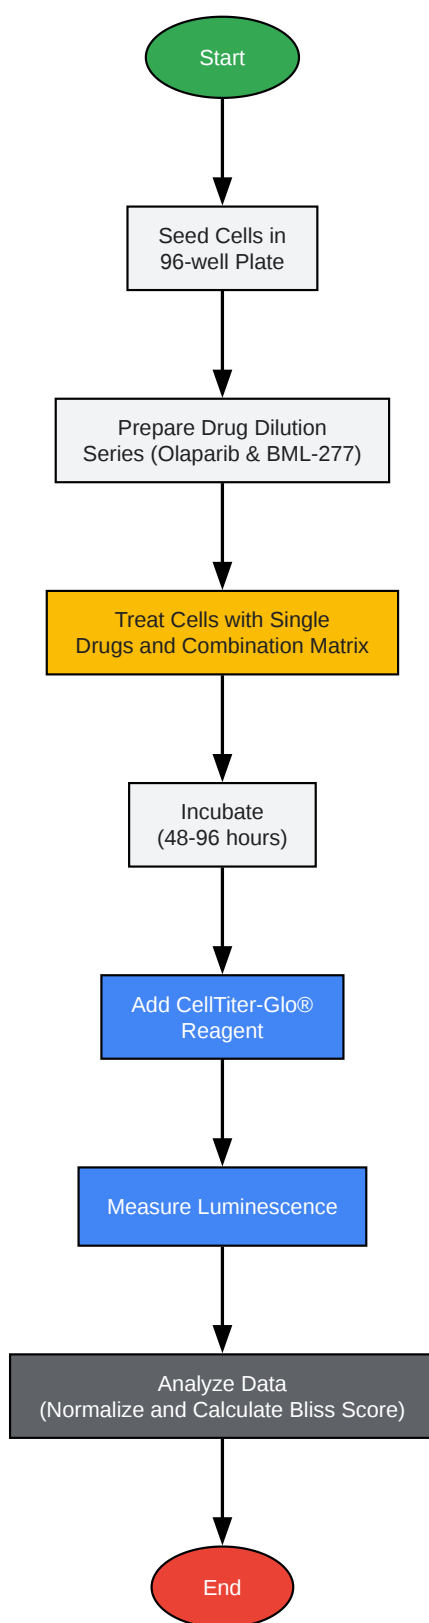 Start
Seed Cells in
96-well Plate
Prepare Drug Dilution
Series (Olaparib & BML-277)
Treat Cells with Single
Drugs and Combination Matrix
Incubate
(48-96 hours)
Add CellTiter-Glo®
Reagent
Measure Luminescence
Analyze Data
(Normalize and Calculate Bliss Score)
End